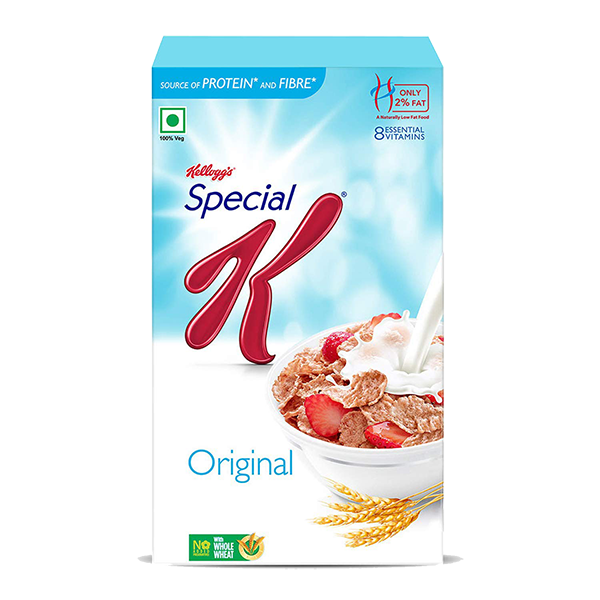 SOURCE OF PROTEIN* AND FIBRE*
ONLY
2% FAT
A Naturally Low Fat Food
100% Veg
8 ESSENTIAL
VITAMINS
Kellogg's
Special ®
K
Original
NO
With
WHOLE
WHEAT